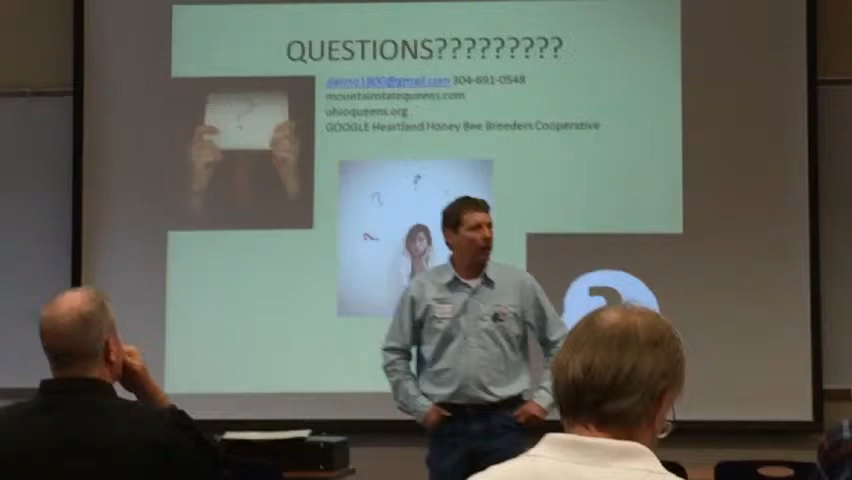 QUESTIONS?????????
304-691-0548
mountainstatequeens.com
ohioqueens.org
GOOGLE Heartland Honey Bee Breeders Cooperative
?